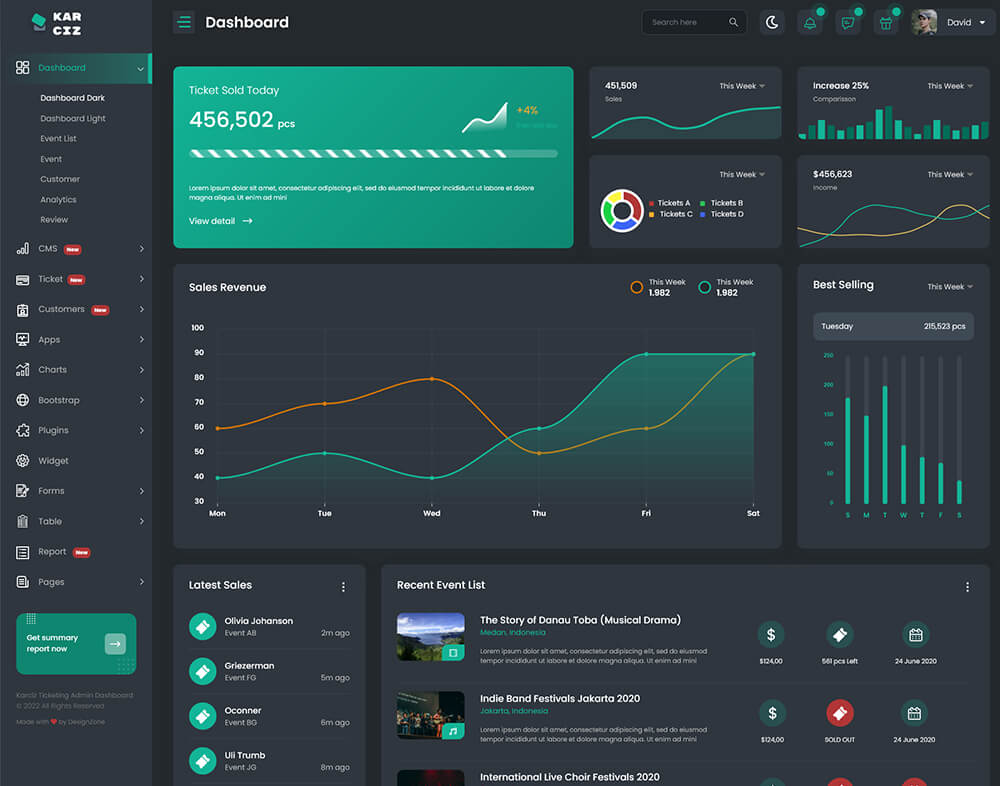 KAR
CIZ
Dashboard
Search here
David
Dashboard
Dashboard Dark
Dashboard Light
Event List
Event
Customer
Analytics
Review
CMS New
Ticket New
Customers New
Apps
Charts
Bootstrap
Plugins
Widget
Forms
Table
Report New
Pages
Get summary
report now
Karciz Ticketing Admin Dashboard
© 2022 All Rights Reserved
Made with ❤ by DexignZone
Ticket Sold Today
456,502 pcs
+4%
Lorem ipsum dolor sit amet, consectetur adipiscing elit, sed do eiusmod tempor incididunt ut labore et dolore
magna aliqua. Ut enim ad mini
View detail →
451,509
Sales
This Week
Increase 25%
Comparisson
This Week
This Week
Tickets A
Tickets B
Tickets C
Tickets D
$456,623
Income
This Week
Sales Revenue
This Week
1.982
This Week
1.982
100
90
80
70
60
50
40
30
Mon Tue Wed Thu Fri Sat
Best Selling
This Week
Tuesday 215,523 pcs
250
200
150
100
50
0
S M T W T F S
Latest Sales
Olivia Johanson
Event AB 2m ago
Griezerman
Event FG 5m ago
Oconner
Event BG 6m ago
Uli Trumb
Event JG 8m ago
Recent Event List
The Story of Danau Toba (Musical Drama)
Medan, Indonesia
Lorem ipsum dolor sit amet, consectetur adipiscing elit, sed do eiusmod
tempor incididunt ut labore et dolore magna aliqua. Ut enim ad mini
$124,00
561 pcs Left
24 June 2020
Indie Band Festivals Jakarta 2020
Jakarta, Indonesia
Lorem ipsum dolor sit amet, consectetur adipiscing elit, sed do eiusmod
tempor incididunt ut labore et dolore magna aliqua. Ut enim ad mini
$124,00
SOLD OUT
24 June 2020
International Live Choir Festivals 2020